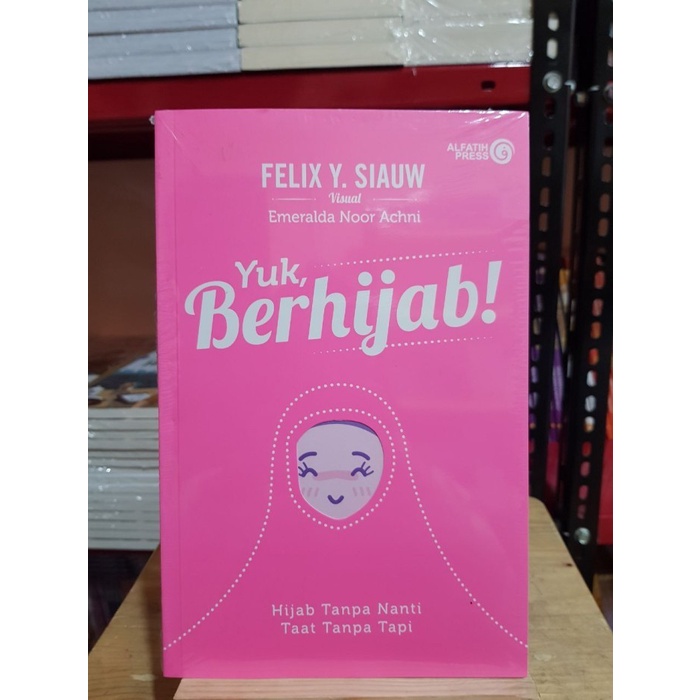 ALFATIH
PRESS
FELIX Y. SIAUW
Visual
Emeralda Noor Achni
Yuk,
Berhijab!
Hijab Tanpa Nanti
Taat Tanpa Tapi